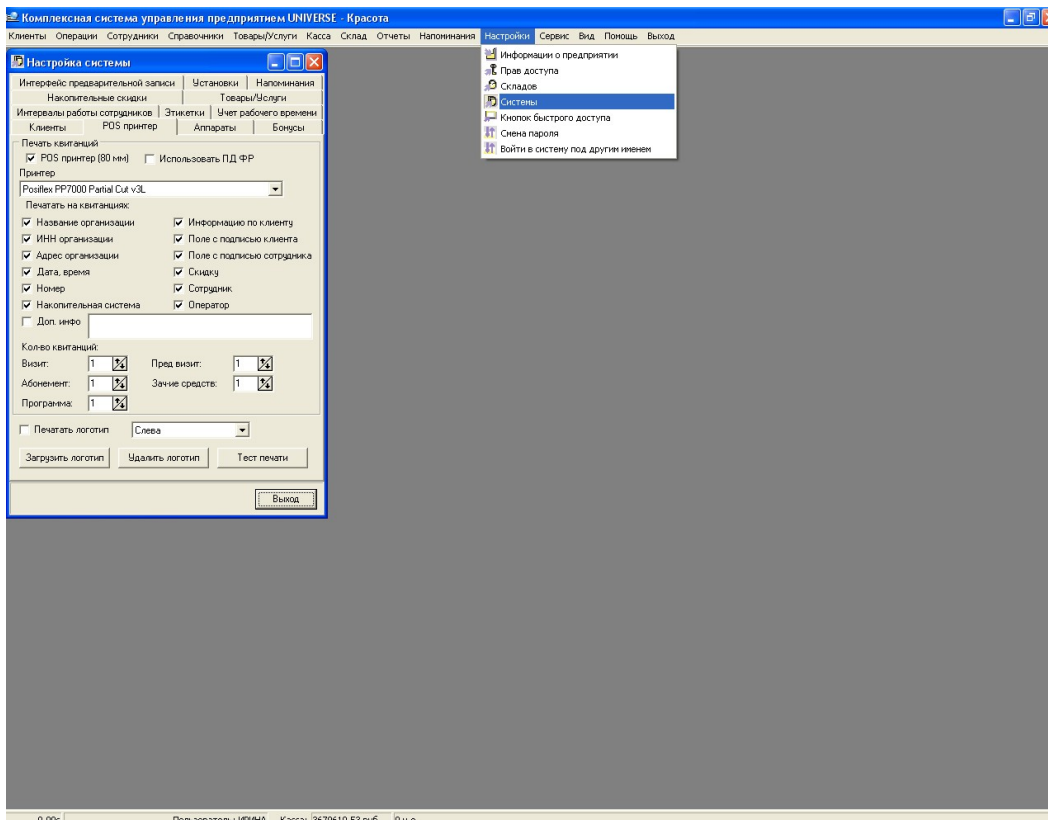 Комплексная система управления предприятием UNIVERSE - Красота
Клиенты Операции Сотрудники Справочники Товары/Услуги Касса Склад Отчеты Напоминания Настройки Сервис Вид Помощь Выход
Информации о предприятии
Прав доступа
Складов
Системы
Кнопок быстрого доступа
Смена пароля
Войти в систему под другим именем
Настройка системы
Интерфейс предварительной записи Установки Напоминания
Накопительные скидки Товары/Услуги
Интервалы работы сотрудников Этикетки Учет рабочего времени
Клиенты POS принтер Аппараты Бонусы
Печать квитанций
POS принтер (80 мм) Использовать ПД ФР
Принтер
Posiflex PP7000 Partial Cut v3L
Печатать на квитанциях:
Название организации Информацию по клиенту
ИНН организации Поле с подписью клиента
Адрес организации Поле с подписью сотрудника
Дата, время Скидку
Номер Сотрудник
Накопительная система Оператор
Доп. инфо
Кол-во квитанций:
Визит: 1 Пред визит: 1
Абонемент: 1 Зач-ие средств: 1
Программа: 1
Печатать логотип Слева
Загрузить логотип Удалить логотип Тест печати
Выход